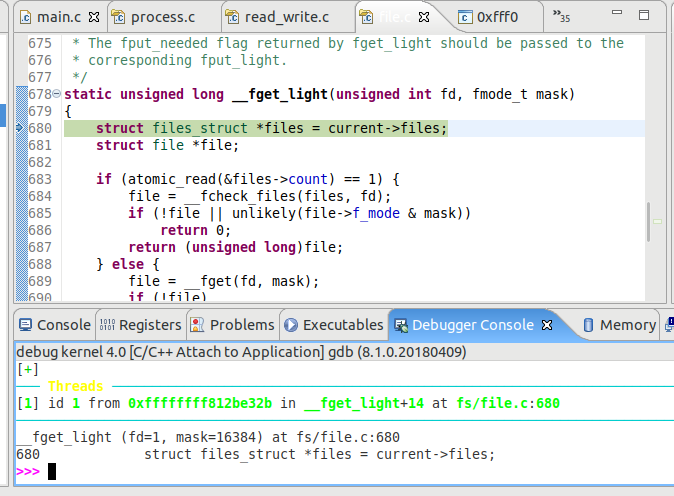 main.c process.c read_write.c file.c 0xfff0 »35
675 * The fput_needed flag returned by fget_light should be passed to the
676 * corresponding fput_light.
677 */
678 static unsigned long __fget_light(unsigned int fd, fmode_t mask)
679 {
680 struct files_struct *files = current->files;
681 struct file *file;
682
683 if (atomic_read(&files->count) == 1) {
684 file = __fcheck_files(files, fd);
685 if (!file || unlikely(file->f_mode & mask))
686 return 0;
687 return (unsigned long)file;
688 } else {
689 file = __fget(fd, mask);
690 if (!file)
Console Registers Problems Executables Debugger Console Memory
debug kernel 4.0 [C/C++ Attach to Application] gdb (8.1.0.20180409)
[+]
Threads
[1] id 1 from 0xffffffff812be32b in __fget_light+14 at fs/file.c:680
__fget_light (fd=1, mask=16384) at fs/file.c:680
680 struct files_struct *files = current->files;
>>>